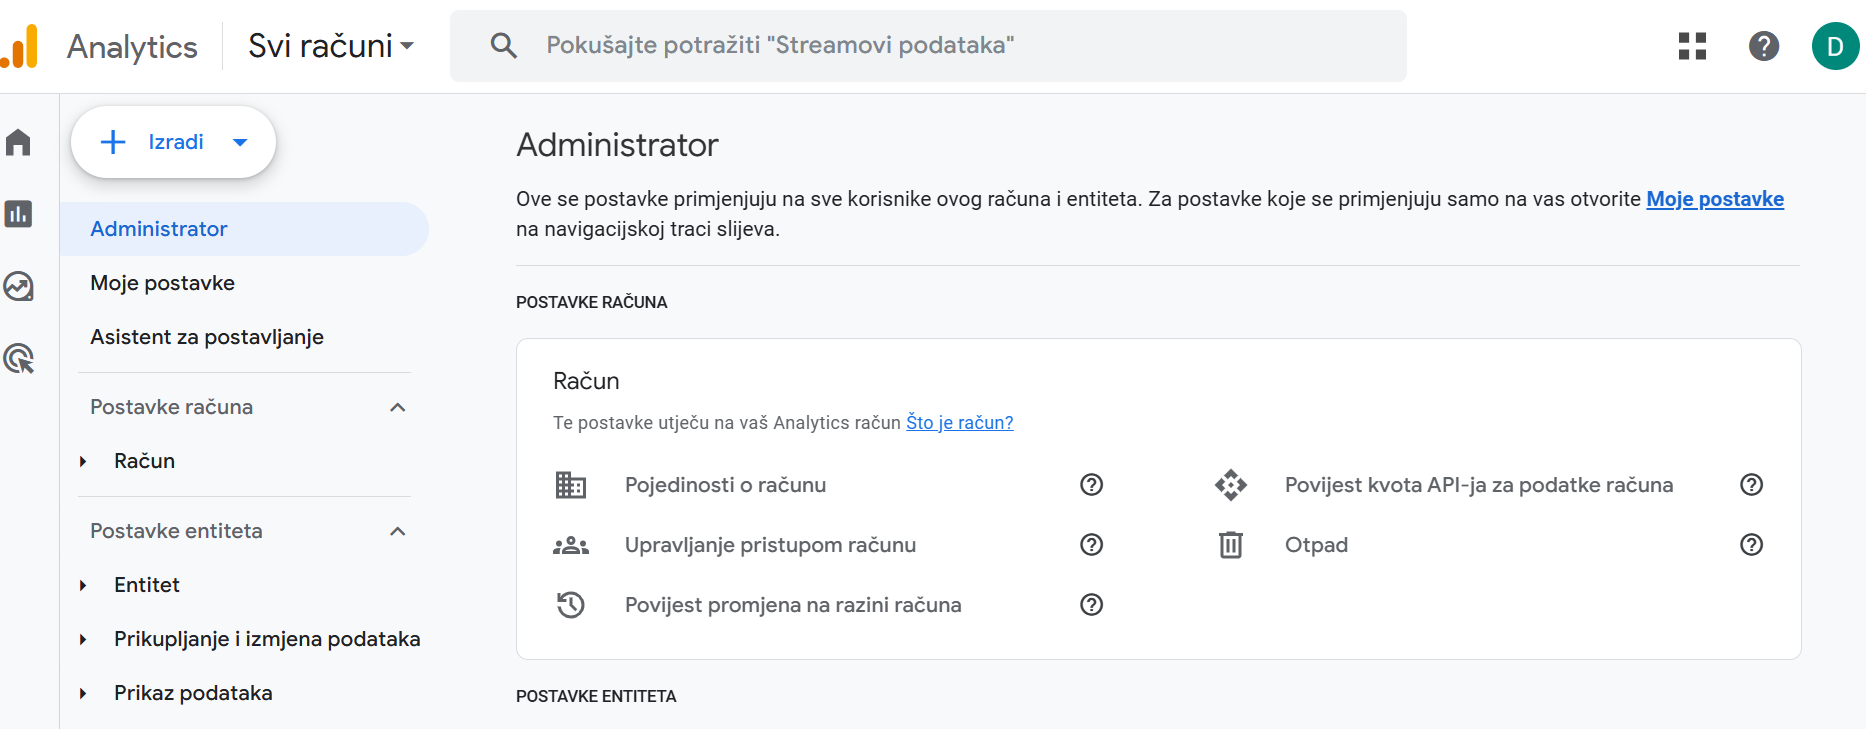 Analytics
Svi računi
Pokušajte potražiti "Streamovi podataka"
D
Izradi
Administrator
Moje postavke
Asistent za postavljanje
Postavke računa
Račun
Postavke entiteta
Entitet
Prikupljanje i izmjena podataka
Prikaz podataka
Administrator
Ove se postavke primjenjuju na sve korisnike ovog računa i entiteta. Za postavke koje se primjenjuju samo na vas otvorite Moje postavke
na navigacijskoj traci slijeva.
POSTAVKE RAČUNA
Račun
Te postavke utječu na vaš Analytics račun Što je račun?
Pojedinosti o računu
Upravljanje pristupom računu
Povijest promjena na razini računa
Povijest kvota API-ja za podatke računa
Otpad
POSTAVKE ENTITETA